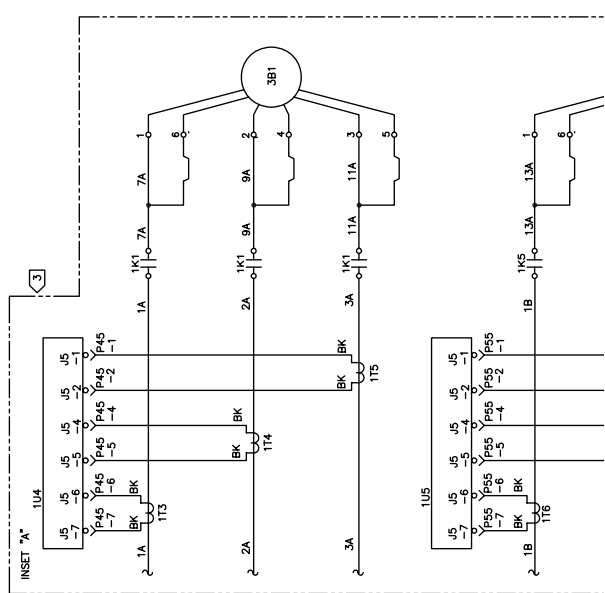 3B1
1
6
2
4
3
5
1
6
7A
9A
11A
13A
7A
9A
11A
13A
1K1
1K1
1K1
1K5
3
1A
2A
3A
1B
J5
-1
P45
-1
BK
J5
-2
P45
-2
BK
1T5
J5
-4
P45
-4
BK
J5
-5
P45
-5
BK
1T4
J5
-6
P45
-6
BK
J5
-7
P45
-7
BK
1T3
1U4
J5
-1
P55
-1
J5
-2
P55
-2
J5
-4
P55
-4
J5
-5
P55
-5
J5
-6
P55
-6
BK
J5
-7
P55
-7
BK
1T6
1U5
1A
2A
3A
1B
INSET "A"